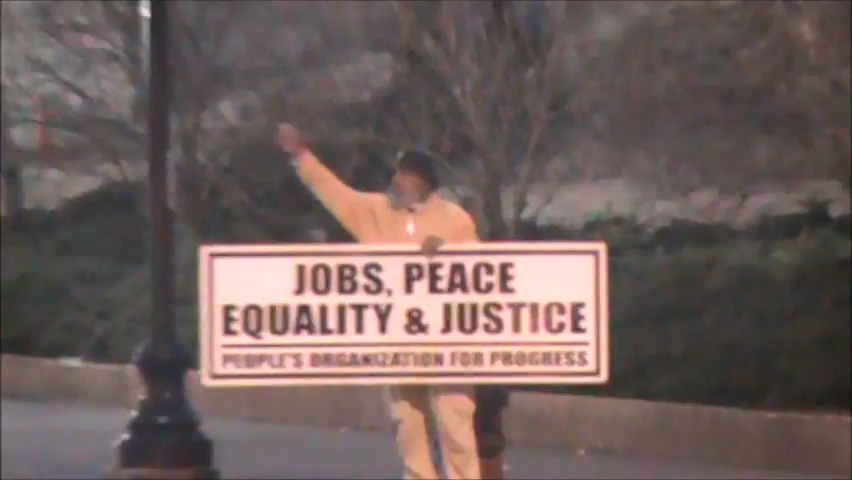 JOBS, PEACE
EQUALITY & JUSTICE
PEOPLE'S ORGANIZATION FOR PROGRESS